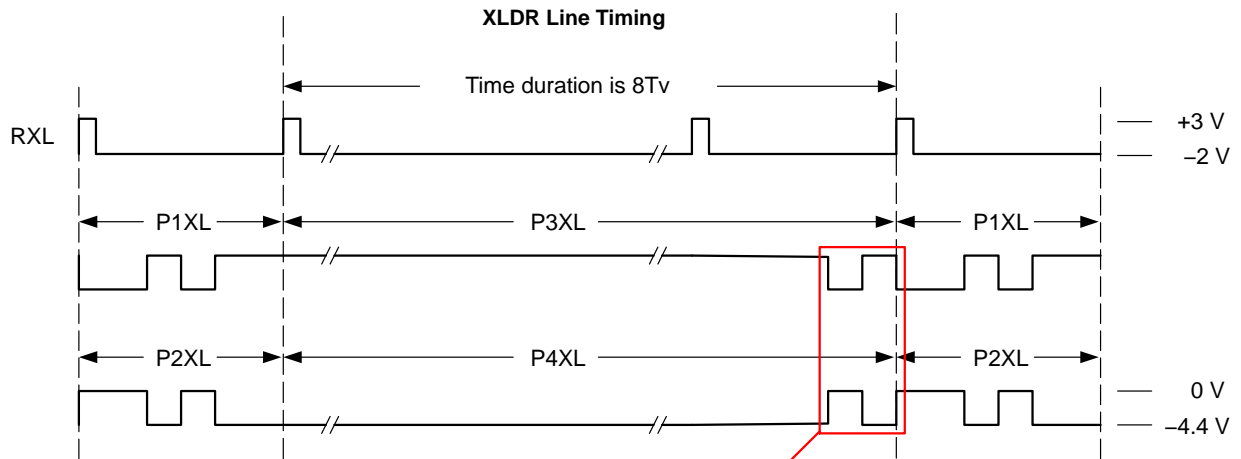 XLDR Line Timing
Time duration is 8Tv
RXL
+3 V
−2 V
P1XL
P3XL
P1XL
P2XL
P4XL
P2XL
0 V
−4.4 V